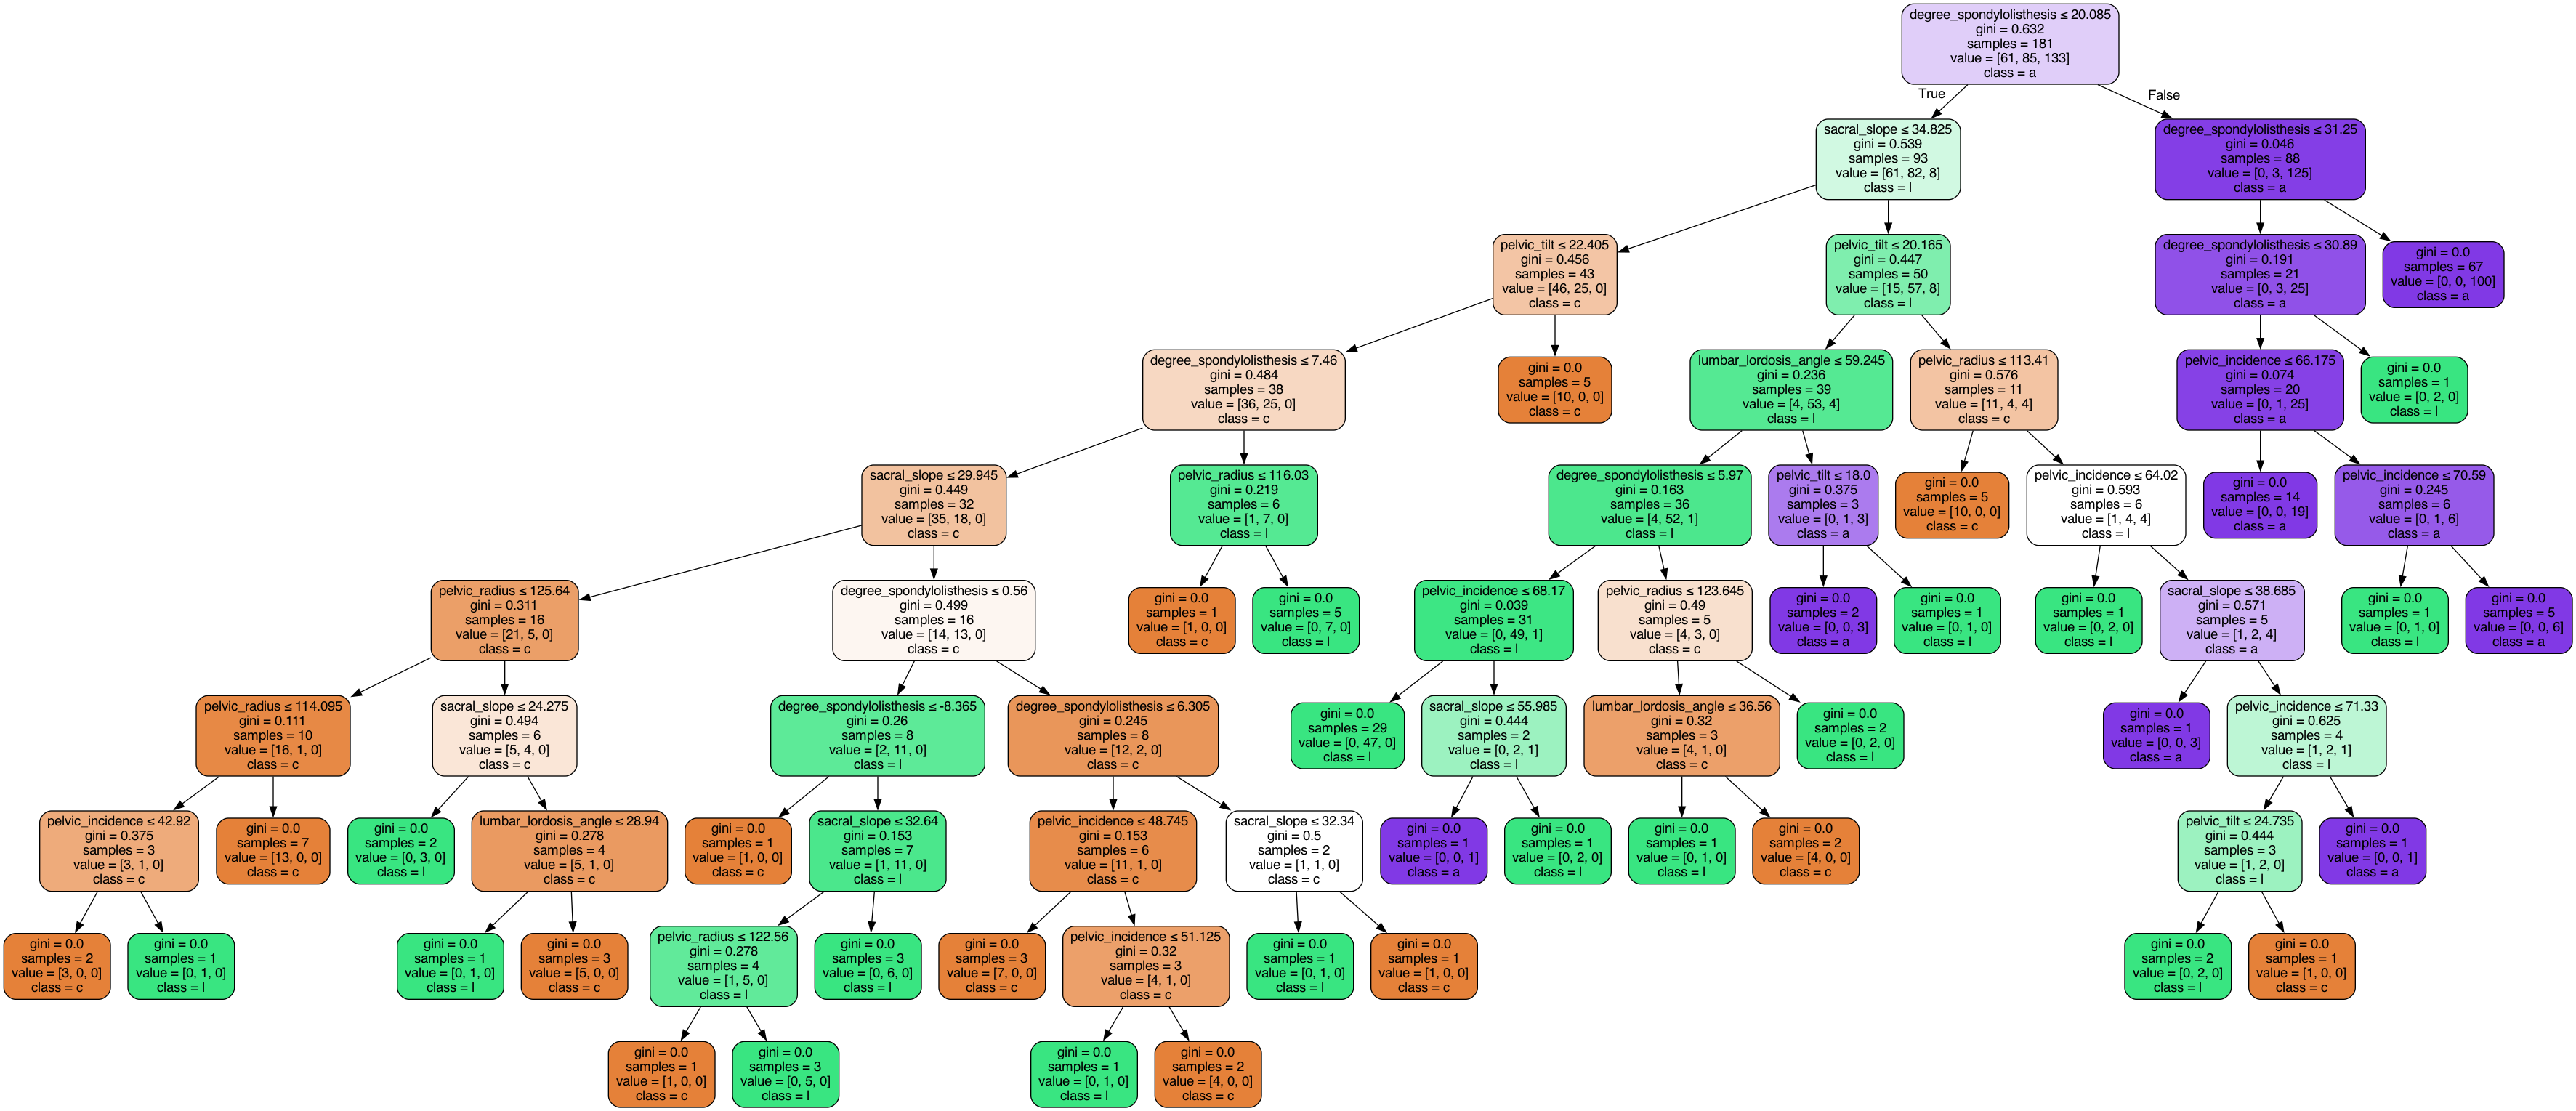 degree_spondylolisthesis ≤ 20.085
gini = 0.632
samples = 181
value = [61, 85, 133]
class = a
True
False
sacral_slope ≤ 34.825
gini = 0.539
samples = 93
value = [61, 82, 8]
class = l
degree_spondylolisthesis ≤ 31.25
gini = 0.046
samples = 88
value = [0, 3, 125]
class = a
pelvic_tilt ≤ 22.405
gini = 0.456
samples = 43
value = [46, 25, 0]
class = c
pelvic_tilt ≤ 20.165
gini = 0.447
samples = 50
value = [15, 57, 8]
class = l
degree_spondylolisthesis ≤ 30.89
gini = 0.191
samples = 21
value = [0, 3, 25]
class = a
gini = 0.0
samples = 67
value = [0, 0, 100]
class = a
degree_spondylolisthesis ≤ 7.46
gini = 0.484
samples = 38
value = [36, 25, 0]
class = c
gini = 0.0
samples = 5
value = [10, 0, 0]
class = c
lumbar_lordosis_angle ≤ 59.245
gini = 0.236
samples = 39
value = [4, 53, 4]
class = l
pelvic_radius ≤ 113.41
gini = 0.576
samples = 11
value = [11, 4, 4]
class = c
pelvic_incidence ≤ 66.175
gini = 0.074
samples = 20
value = [0, 1, 25]
class = a
gini = 0.0
samples = 1
value = [0, 2, 0]
class = l
sacral_slope ≤ 29.945
gini = 0.449
samples = 32
value = [35, 18, 0]
class = c
pelvic_radius ≤ 116.03
gini = 0.219
samples = 6
value = [1, 7, 0]
class = l
degree_spondylolisthesis ≤ 5.97
gini = 0.163
samples = 36
value = [4, 52, 1]
class = l
pelvic_tilt ≤ 18.0
gini = 0.375
samples = 3
value = [0, 1, 3]
class = a
gini = 0.0
samples = 5
value = [10, 0, 0]
class = c
pelvic_incidence ≤ 64.02
gini = 0.593
samples = 6
value = [1, 4, 4]
class = l
gini = 0.0
samples = 14
value = [0, 0, 19]
class = a
pelvic_incidence ≤ 70.59
gini = 0.245
samples = 6
value = [0, 1, 6]
class = a
pelvic_radius ≤ 125.64
gini = 0.311
samples = 16
value = [21, 5, 0]
class = c
degree_spondylolisthesis ≤ 0.56
gini = 0.499
samples = 16
value = [14, 13, 0]
class = c
gini = 0.0
samples = 1
value = [1, 0, 0]
class = c
gini = 0.0
samples = 5
value = [0, 7, 0]
class = l
pelvic_incidence ≤ 68.17
gini = 0.039
samples = 31
value = [0, 49, 1]
class = l
pelvic_radius ≤ 123.645
gini = 0.49
samples = 5
value = [4, 3, 0]
class = c
gini = 0.0
samples = 2
value = [0, 0, 3]
class = a
gini = 0.0
samples = 1
value = [0, 1, 0]
class = l
gini = 0.0
samples = 1
value = [0, 2, 0]
class = l
sacral_slope ≤ 38.685
gini = 0.571
samples = 5
value = [1, 2, 4]
class = a
gini = 0.0
samples = 1
value = [0, 1, 0]
class = l
gini = 0.0
samples = 5
value = [0, 0, 6]
class = a
pelvic_radius ≤ 114.095
gini = 0.111
samples = 10
value = [16, 1, 0]
class = c
sacral_slope ≤ 24.275
gini = 0.494
samples = 6
value = [5, 4, 0]
class = c
degree_spondylolisthesis ≤ -8.365
gini = 0.26
samples = 8
value = [2, 11, 0]
class = l
degree_spondylolisthesis ≤ 6.305
gini = 0.245
samples = 8
value = [12, 2, 0]
class = c
gini = 0.0
samples = 29
value = [0, 47, 0]
class = l
sacral_slope ≤ 55.985
gini = 0.444
samples = 2
value = [0, 2, 1]
class = l
lumbar_lordosis_angle ≤ 36.56
gini = 0.32
samples = 3
value = [4, 1, 0]
class = c
gini = 0.0
samples = 2
value = [0, 2, 0]
class = l
gini = 0.0
samples = 1
value = [0, 0, 3]
class = a
pelvic_incidence ≤ 71.33
gini = 0.625
samples = 4
value = [1, 2, 1]
class = l
pelvic_incidence ≤ 42.92
gini = 0.375
samples = 3
value = [3, 1, 0]
class = c
gini = 0.0
samples = 7
value = [13, 0, 0]
class = c
gini = 0.0
samples = 2
value = [0, 3, 0]
class = l
lumbar_lordosis_angle ≤ 28.94
gini = 0.278
samples = 4
value = [5, 1, 0]
class = c
gini = 0.0
samples = 1
value = [1, 0, 0]
class = c
sacral_slope ≤ 32.64
gini = 0.153
samples = 7
value = [1, 11, 0]
class = l
pelvic_incidence ≤ 48.745
gini = 0.153
samples = 6
value = [11, 1, 0]
class = c
sacral_slope ≤ 32.34
gini = 0.5
samples = 2
value = [1, 1, 0]
class = c
gini = 0.0
samples = 1
value = [0, 0, 1]
class = a
gini = 0.0
samples = 1
value = [0, 2, 0]
class = l
gini = 0.0
samples = 1
value = [0, 1, 0]
class = l
gini = 0.0
samples = 2
value = [4, 0, 0]
class = c
pelvic_tilt ≤ 24.735
gini = 0.444
samples = 3
value = [1, 2, 0]
class = l
gini = 0.0
samples = 1
value = [0, 0, 1]
class = a
gini = 0.0
samples = 2
value = [3, 0, 0]
class = c
gini = 0.0
samples = 1
value = [0, 1, 0]
class = l
gini = 0.0
samples = 1
value = [0, 1, 0]
class = l
gini = 0.0
samples = 3
value = [5, 0, 0]
class = c
pelvic_radius ≤ 122.56
gini = 0.278
samples = 4
value = [1, 5, 0]
class = l
gini = 0.0
samples = 3
value = [0, 6, 0]
class = l
gini = 0.0
samples = 3
value = [7, 0, 0]
class = c
pelvic_incidence ≤ 51.125
gini = 0.32
samples = 3
value = [4, 1, 0]
class = c
gini = 0.0
samples = 1
value = [0, 1, 0]
class = l
gini = 0.0
samples = 1
value = [1, 0, 0]
class = c
gini = 0.0
samples = 2
value = [0, 2, 0]
class = l
gini = 0.0
samples = 1
value = [1, 0, 0]
class = c
gini = 0.0
samples = 1
value = [1, 0, 0]
class = c
gini = 0.0
samples = 3
value = [0, 5, 0]
class = l
gini = 0.0
samples = 1
value = [0, 1, 0]
class = l
gini = 0.0
samples = 2
value = [4, 0, 0]
class = c